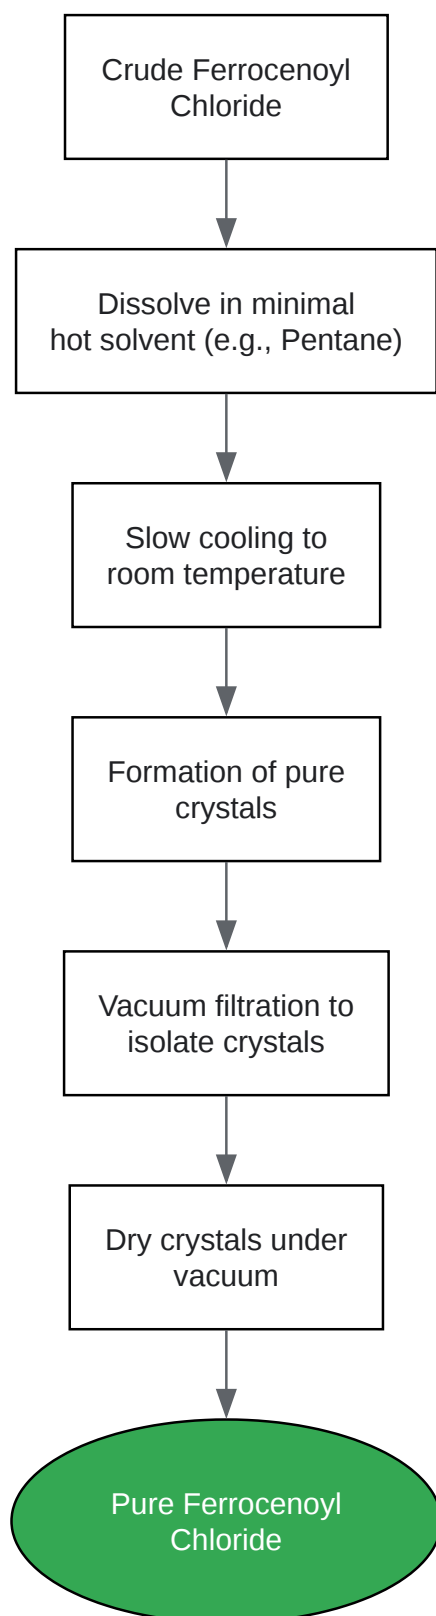 Crude Ferrocenoyl
Chloride
Dissolve in minimal
hot solvent (e.g., Pentane)
Slow cooling to
room temperature
Formation of pure
crystals
Vacuum filtration to
isolate crystals
Dry crystals under
vacuum
Pure Ferrocenoyl
Chloride